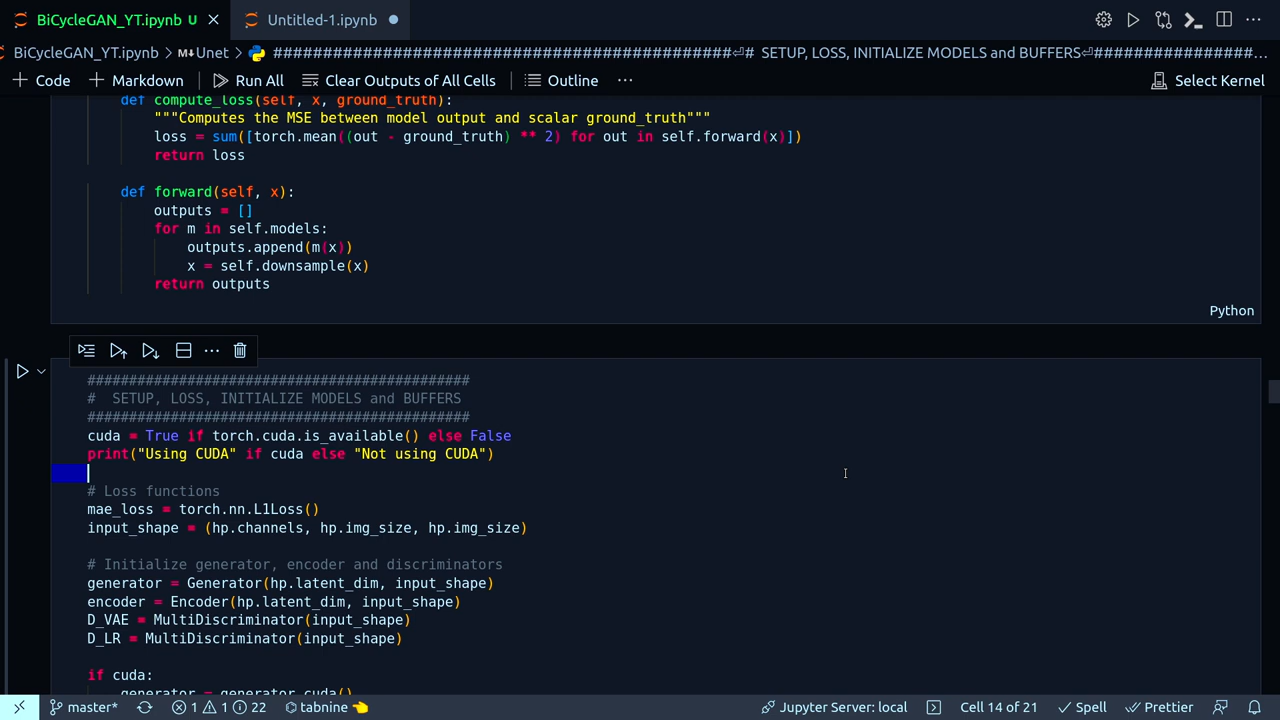 BiCycleGAN_YT.ipynb U
Untitled-1.ipynb
BiCycleGAN_YT.ipynb > M↓Unet > ############################################⏎# SETUP, LOSS, INITIALIZE MODELS and BUFFERS⏎################...
+ Code + Markdown Run All Clear Outputs of All Cells Outline ... Select Kernel
def compute_loss(self, x, ground_truth):
"""Computes the MSE between model output and scalar ground_truth"""
loss = sum([torch.mean((out - ground_truth) ** 2) for out in self.forward(x)])
return loss
def forward(self, x):
outputs = []
for m in self.models:
outputs.append(m(x))
x = self.downsample(x)
return outputs
Python
##############################################
# SETUP, LOSS, INITIALIZE MODELS and BUFFERS
##############################################
cuda = True if torch.cuda.is_available() else False
print("Using CUDA" if cuda else "Not using CUDA")
# Loss functions
mae_loss = torch.nn.L1Loss()
input_shape = (hp.channels, hp.img_size, hp.img_size)
# Initialize generator, encoder and discriminators
generator = Generator(hp.latent_dim, input_shape)
encoder = Encoder(hp.latent_dim, input_shape)
D_VAE = MultiDiscriminator(input_shape)
D_LR = MultiDiscriminator(input_shape)
if cuda:
generator = generator.cuda()
master* 1 1 22 tabnine 👈 Jupyter Server: local Cell 14 of 21 Spell Prettier